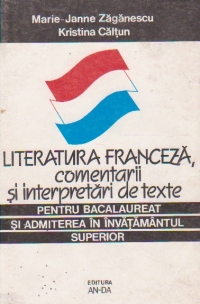 Marie-Janne Zăgănescu
Kristina Călțun
LITERATURA FRANCEZĂ,
comentarii
și interpretări de texte
PENTRU BACALAUREAT
ȘI ADMITEREA ÎN ÎNVĂȚĂMÂNTUL
SUPERIOR
EDITURA
AN-DA